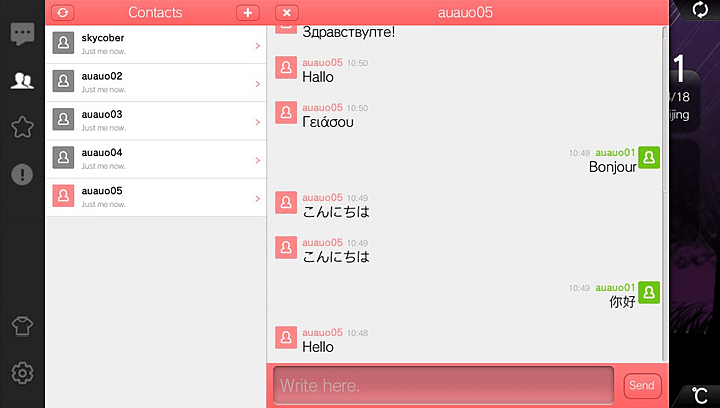 Contacts
skycober
Just me now.
auauo02
Just me now.
auauo03
Just me now.
auauo04
Just me now.
auauo05
Just me now.
auauo05
Здравствулте!
auauo05 10:50
Hallo
auauo05 10:50
Γειάσου
10:49 auauo01
Bonjour
auauo05 10:49
こんにちは
auauo05 10:49
こんにちは
10:49 auauo01
你好
auauo05 10:48
Hello
Write here.
Send
1
/18
jing
℃